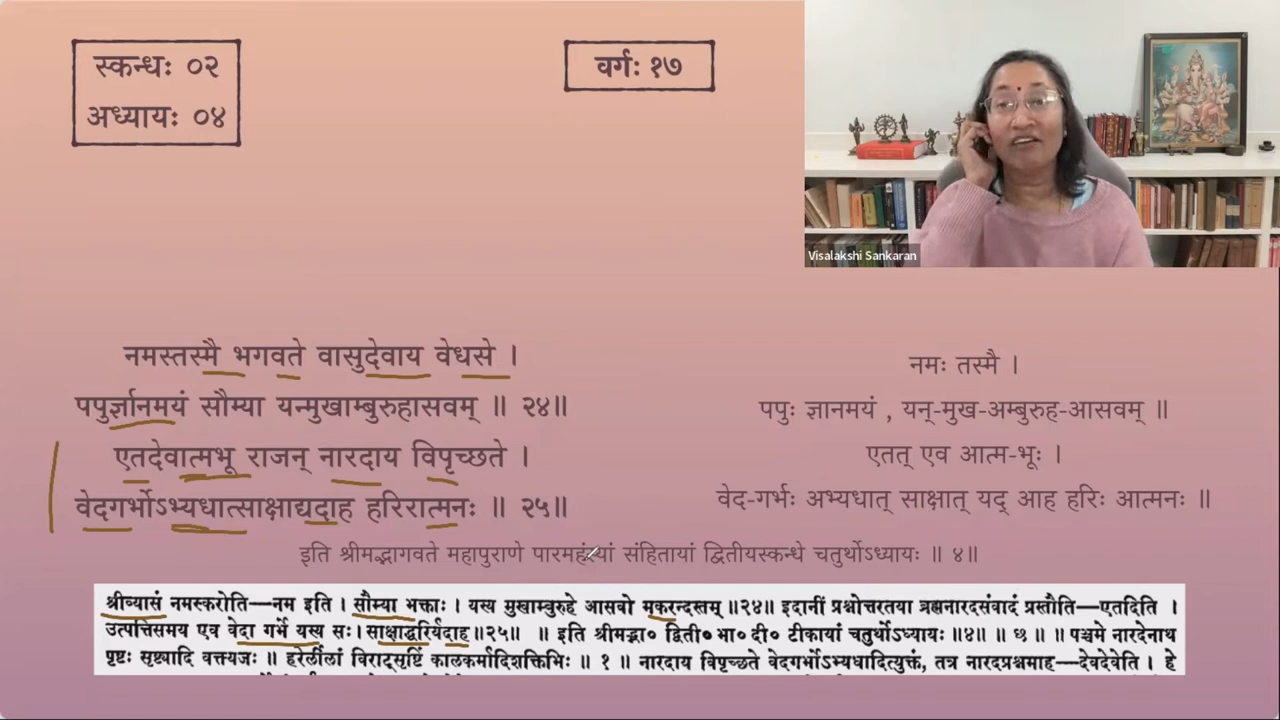 स्कन्धः ०२
अध्यायः ०४
वर्गः १७
Visalakshi Sankaran
नमस्तस्मै भगवते वासुदेवाय वेधसे ।
पपुर्ज्ञानमयं सौम्या यन्मुखाम्बुरुहासवम् ॥ २४॥
एतदेवात्मभू राजन् नारदाय विपृच्छते ।
वेदगर्भोऽभ्यधात्साक्षाद्यदाह हरिरात्मनः ॥ २५॥
नमः तस्मै ।
पपुः ज्ञानमयं , यन्-मुख-अम्बुरुह-आसवम् ॥
एतत् एव आत्म-भूः ।
वेद-गर्भः अभ्यधात् साक्षात् यद् आह हरिः आत्मनः ॥
इति श्रीमद्भागवते महापुराणे पारमहंस्यां संहितायां द्वितीयस्कन्धे चतुर्थोऽध्यायः ॥ ४॥
श्रीव्यासं नमस्करोति—नम इति । सौम्या भक्ताः । यस्य मुखाम्बुरुहे आसवो मकरन्दस्तम् ॥२४॥ इदानीं प्रश्नोत्तरतया ब्रह्मनारदसंवादं प्रस्तौति—एतदिति ।
उत्पत्तिसमय एव वेदा गर्भे यस्य सः। साक्षाद्धरिर्यदाह॥२५॥ ॥ इति श्रीमद्भा० द्विती० भा० दी० टीकायां चतुर्थोऽध्यायः ॥४॥ ॥ छ ॥ ॥ पञ्चमे नारदेनाथ
पृष्टः सृष्ट्यादि वक्त्यजः ॥ हरेर्लीलां विराट्सृष्टिं कालकर्मादिशक्तिभिः ॥ १ ॥ नारदाय विपृच्छते वेदगर्भोऽभ्यधादित्युक्तं, तत्र नारदप्रश्नमाह—देवदेवेति । हे